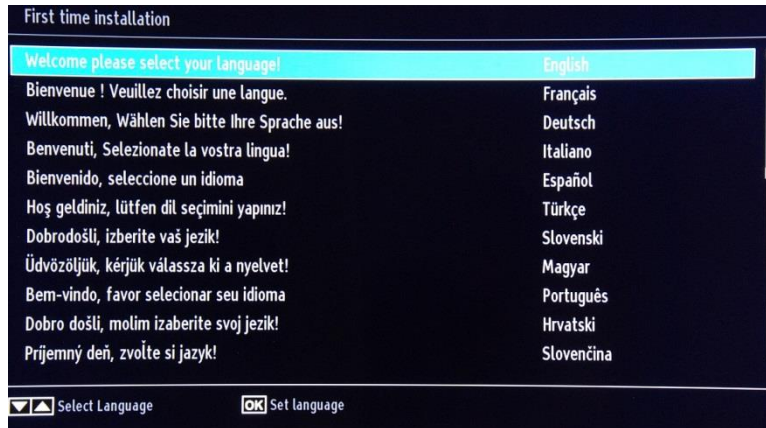 First time installation
Welcome please select your language! English
Bienvenue ! Veuillez choisir une langue. Français
Willkommen, Wählen Sie bitte Ihre Sprache aus! Deutsch
Benvenuti, Selezionate la vostra lingua! Italiano
Bienvenido, seleccione un idioma Español
Hoş geldiniz, lütfen dil seçimini yapınız! Türkçe
Dobrodošli, izberite vaš jezik! Slovenski
Üdvözöljük, kérjük válassza ki a nyelvet! Magyar
Bem-vindo, favor selecionar seu idioma Português
Dobro došli, molim izaberite svoj jezik! Hrvatski
Príjemný deň, zvoľte si jazyk! Slovenčina
Select Language OK Set language